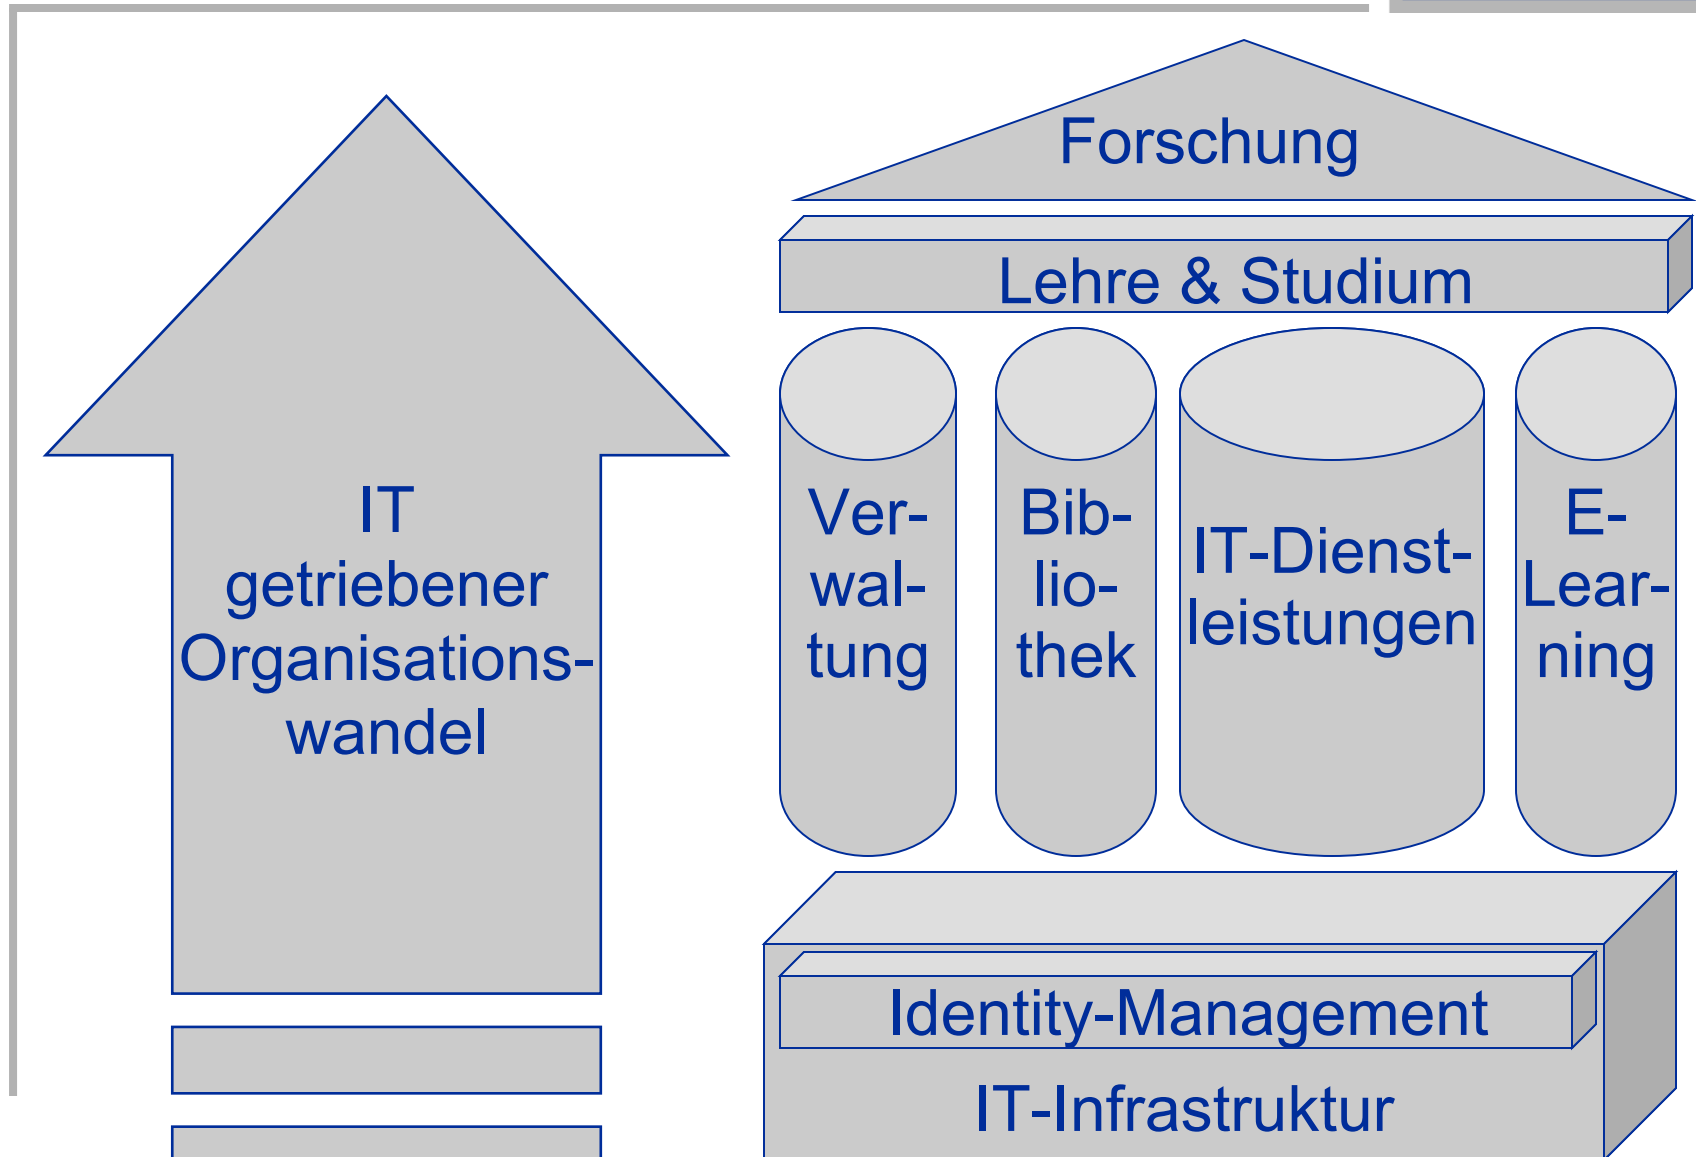 IT
getriebener
Organisations-
wandel
Forschung
Lehre & Studium
Ver-
wal-
tung
Bib-
lio-
thek
IT-Dienst-
leistungen
E-
Lear-
ning
Identity-Management
IT-Infrastruktur